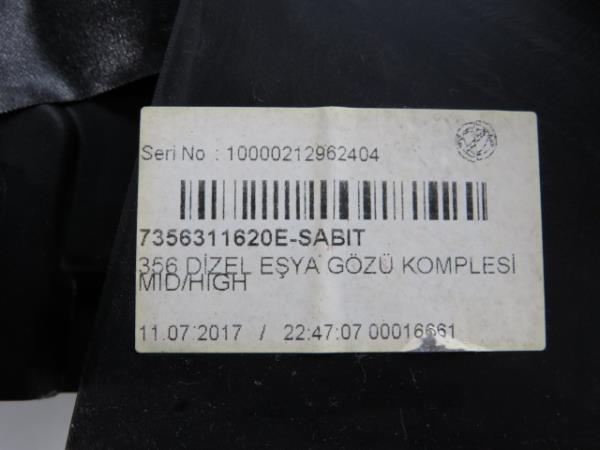 Seri No : 10000212962404
7356311620E-SABIT
356 DİZEL EŞYA GÖZÜ KOMPLESİ
MID/HIGH
11.07.2017 / 22:47:07 00016661